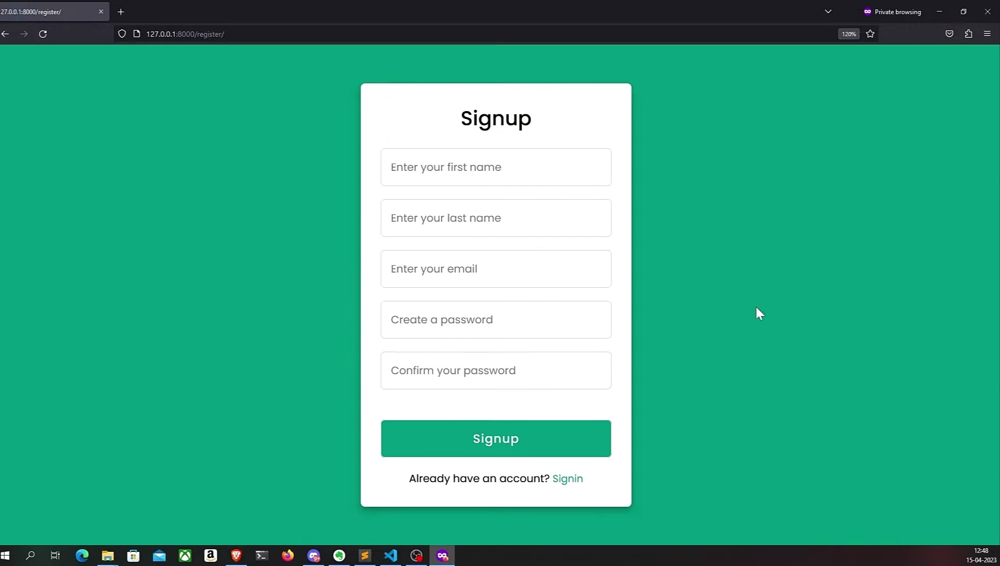 27.0.0.1:8000/register/
Private browsing
127.0.0.1:8000/register/
120%
Signup
Enter your first name
Enter your last name
Enter your email
Create a password
Confirm your password
Signup
Already have an account? Signin
9+
12:48
15-04-2023